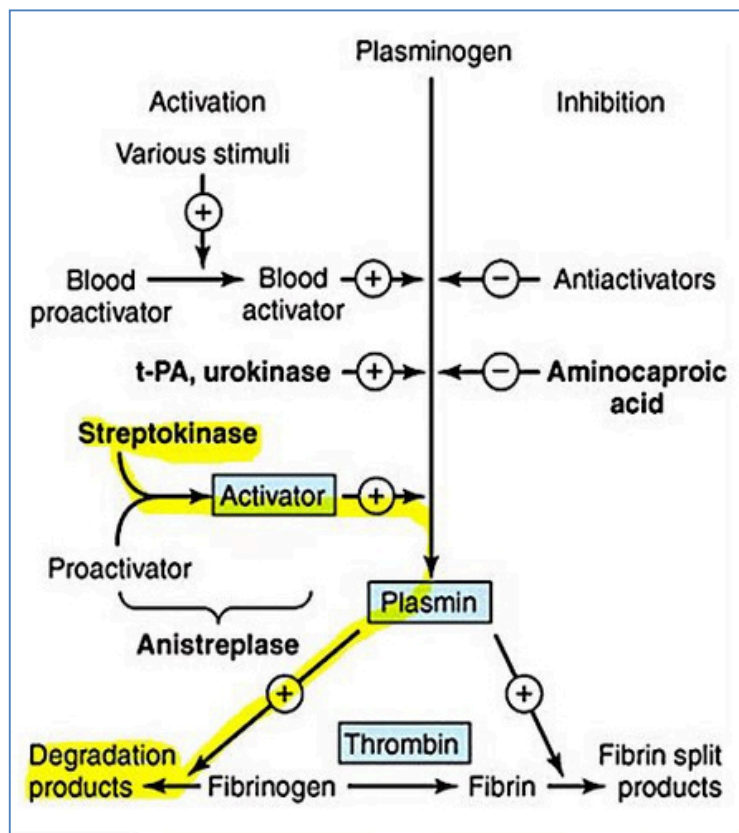 Plasminogen
Activation
Inhibition
Various stimuli
+
Blood
proactivator
Blood
activator
+
−
Antiactivators
t-PA, urokinase
+
−
Aminocaproic
acid
Streptokinase
Activator
+
Proactivator
Plasmin
Anistreplase
+
+
Thrombin
Degradation
products
Fibrinogen
Fibrin
Fibrin split
products